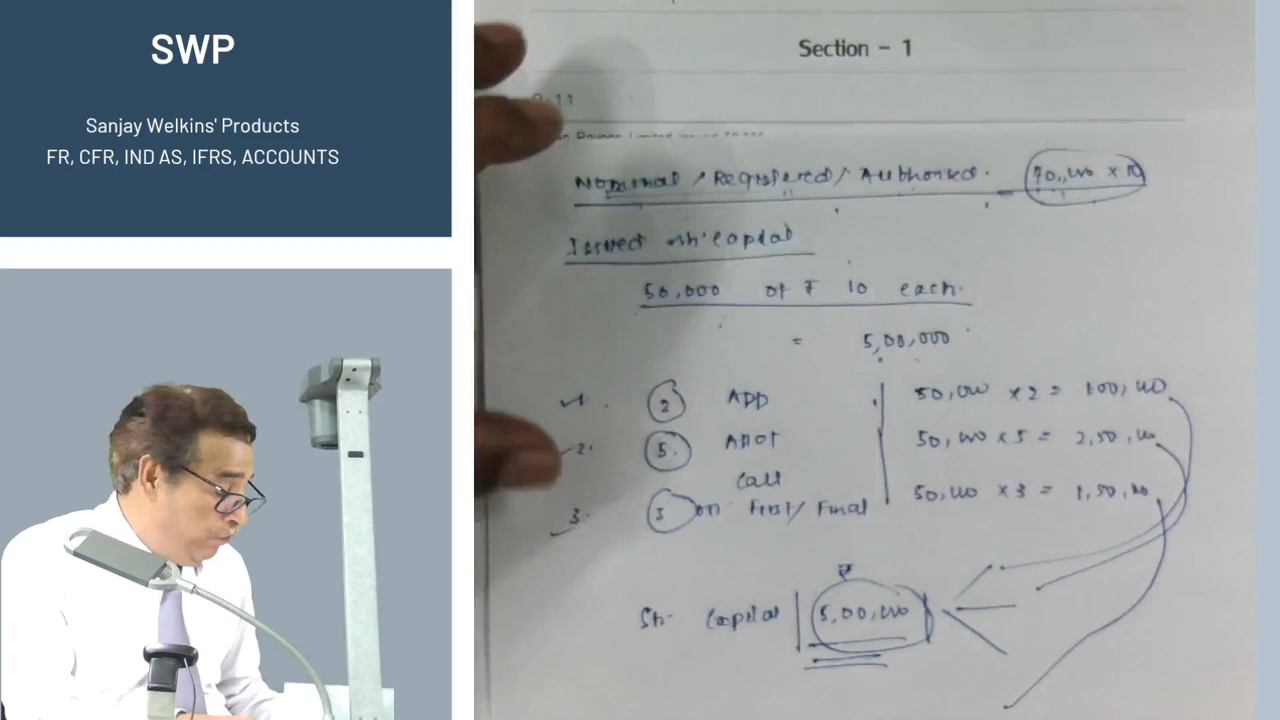 SWP
Sanjay Welkins' Products
FR, CFR, IND AS, IFRS, ACCOUNTS
Section - 1
Nominal / Registered / Authorised. 70,000 x 10
Issued sh. capital
50,000 of ₹ 10 each.
= 5,00,000
1. 2 App 50,000 x 2 = 100,000
2. 5. Allot 50,000 x 5 = 2,50,000
Call
3. 3 on First / Final 50,000 x 3 = 1,50,000
₹
Sh. Capital 5,00,000